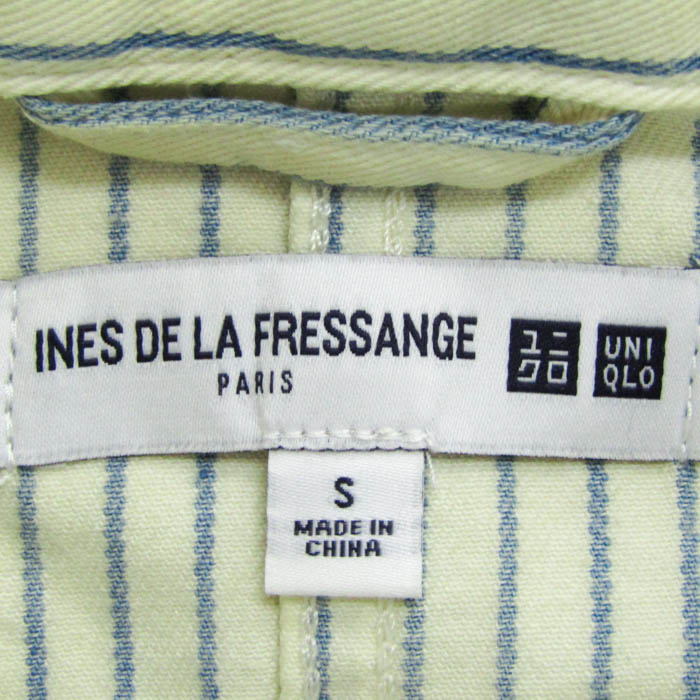 INES DE LA FRESSANGE
PARIS
ユニ
クロ
UNI
QLO
S
MADE IN
CHINA